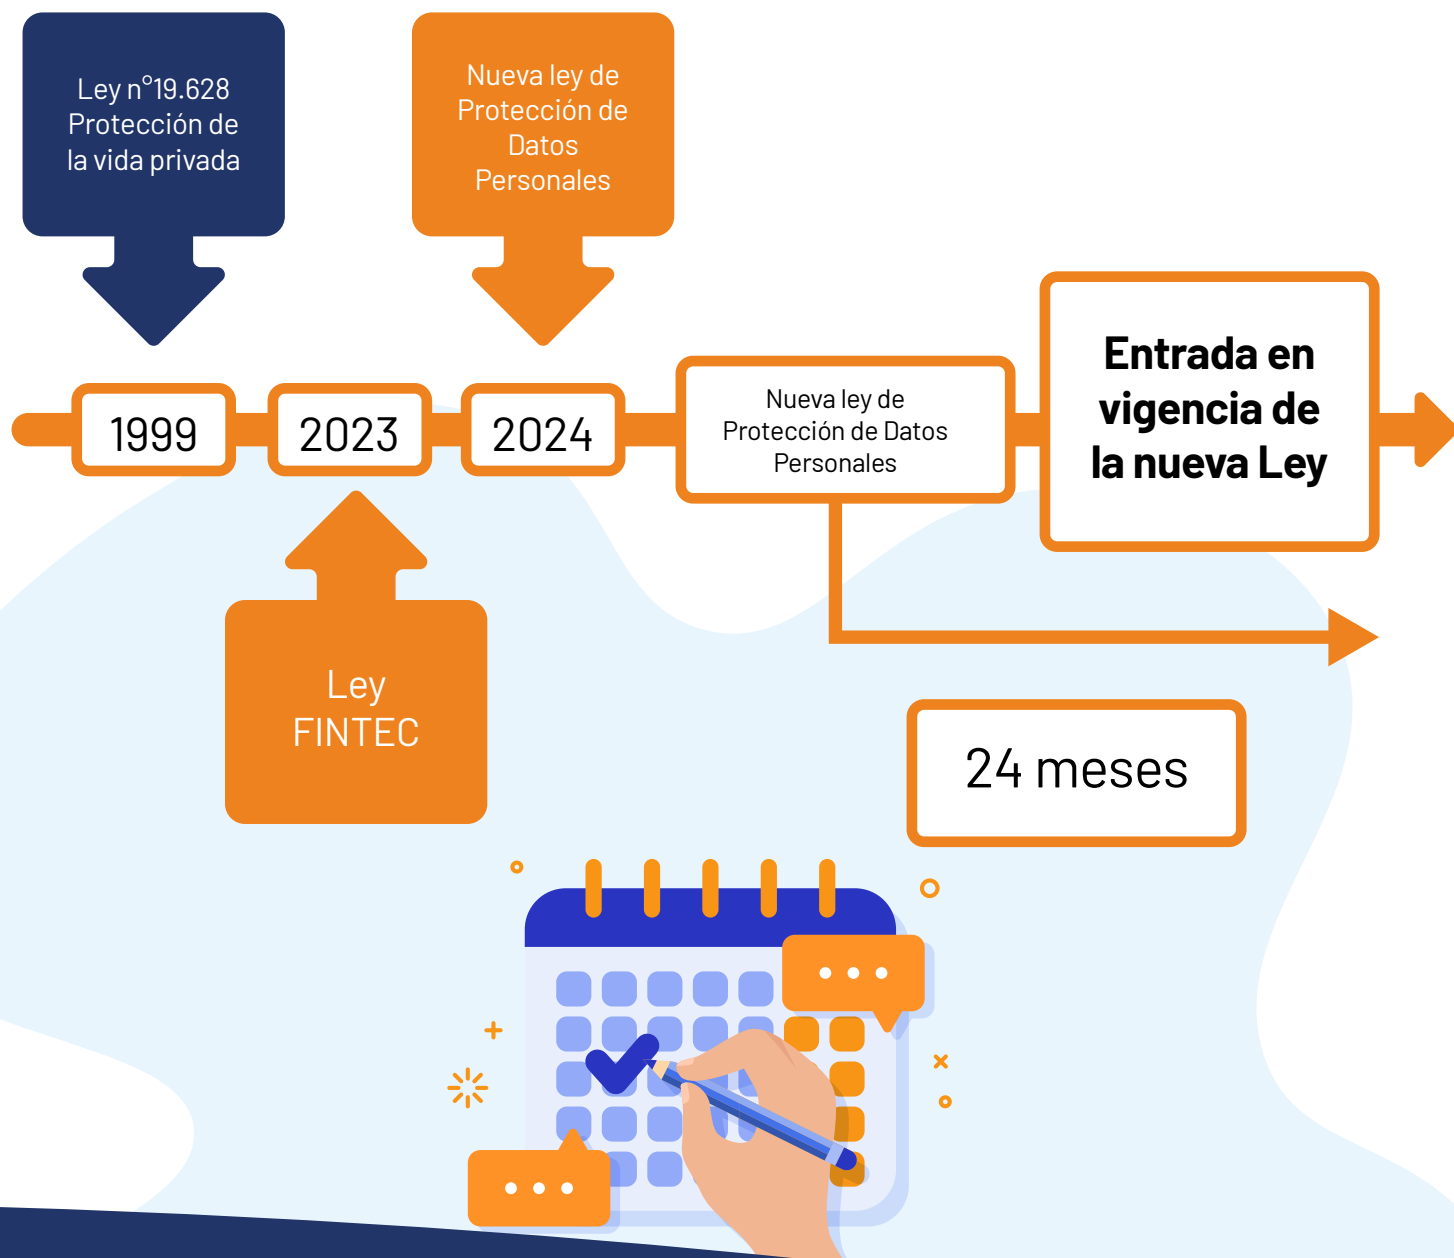 Ley n°19.628
Protección de
la vida privada
Nueva ley de
Protección de
Datos
Personales
1999
2023
2024
Nueva ley de
Protección de Datos
Personales
Entrada en
vigencia de
la nueva Ley
Ley
FINTEC
24 meses